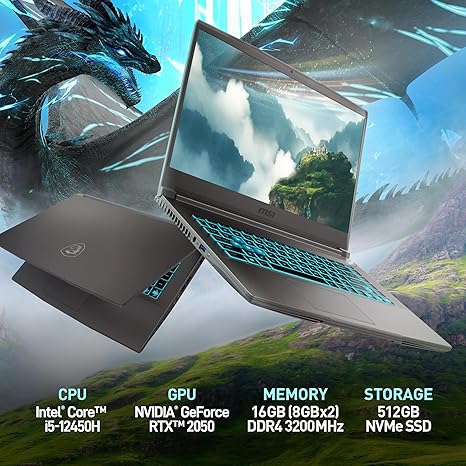 msi
CPU
Intel® Core™
i5-12450H
GPU
NVIDIA® GeForce
RTX™ 2050
MEMORY
16GB (8GBx2)
DDR4 3200MHz
STORAGE
512GB
NVMe SSD